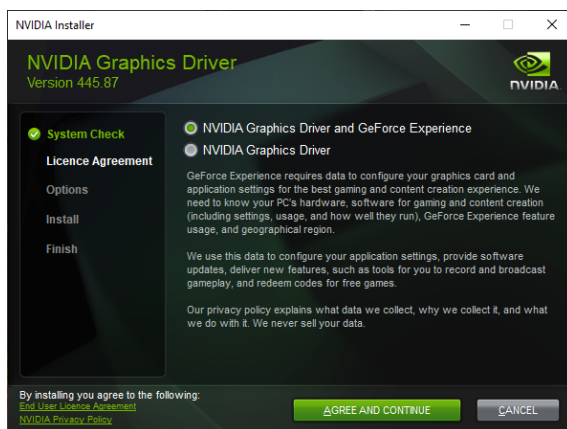 NVIDIA Installer
NVIDIA Graphics Driver
Version 445.87
NVIDIA.
System Check
Licence Agreement
Options
Install
Finish
NVIDIA Graphics Driver and GeForce Experience
NVIDIA Graphics Driver
GeForce Experience requires data to configure your graphics card and
application settings for the best gaming and content creation experience. We
need to know your PC's hardware, software for gaming and content creation
(including settings, usage, and how well they run), GeForce Experience feature
usage, and geographical region.
We use this data to configure your application settings, provide software
updates, deliver new features, such as tools for you to record and broadcast
gameplay, and redeem codes for free games.
Our privacy policy explains what data we collect, why we collect it, and what
we do with it. We never sell your data.
By installing you agree to the following:
End User Licence Agreement
NVIDIA Privacy Policy
AGREE AND CONTINUE
CANCEL